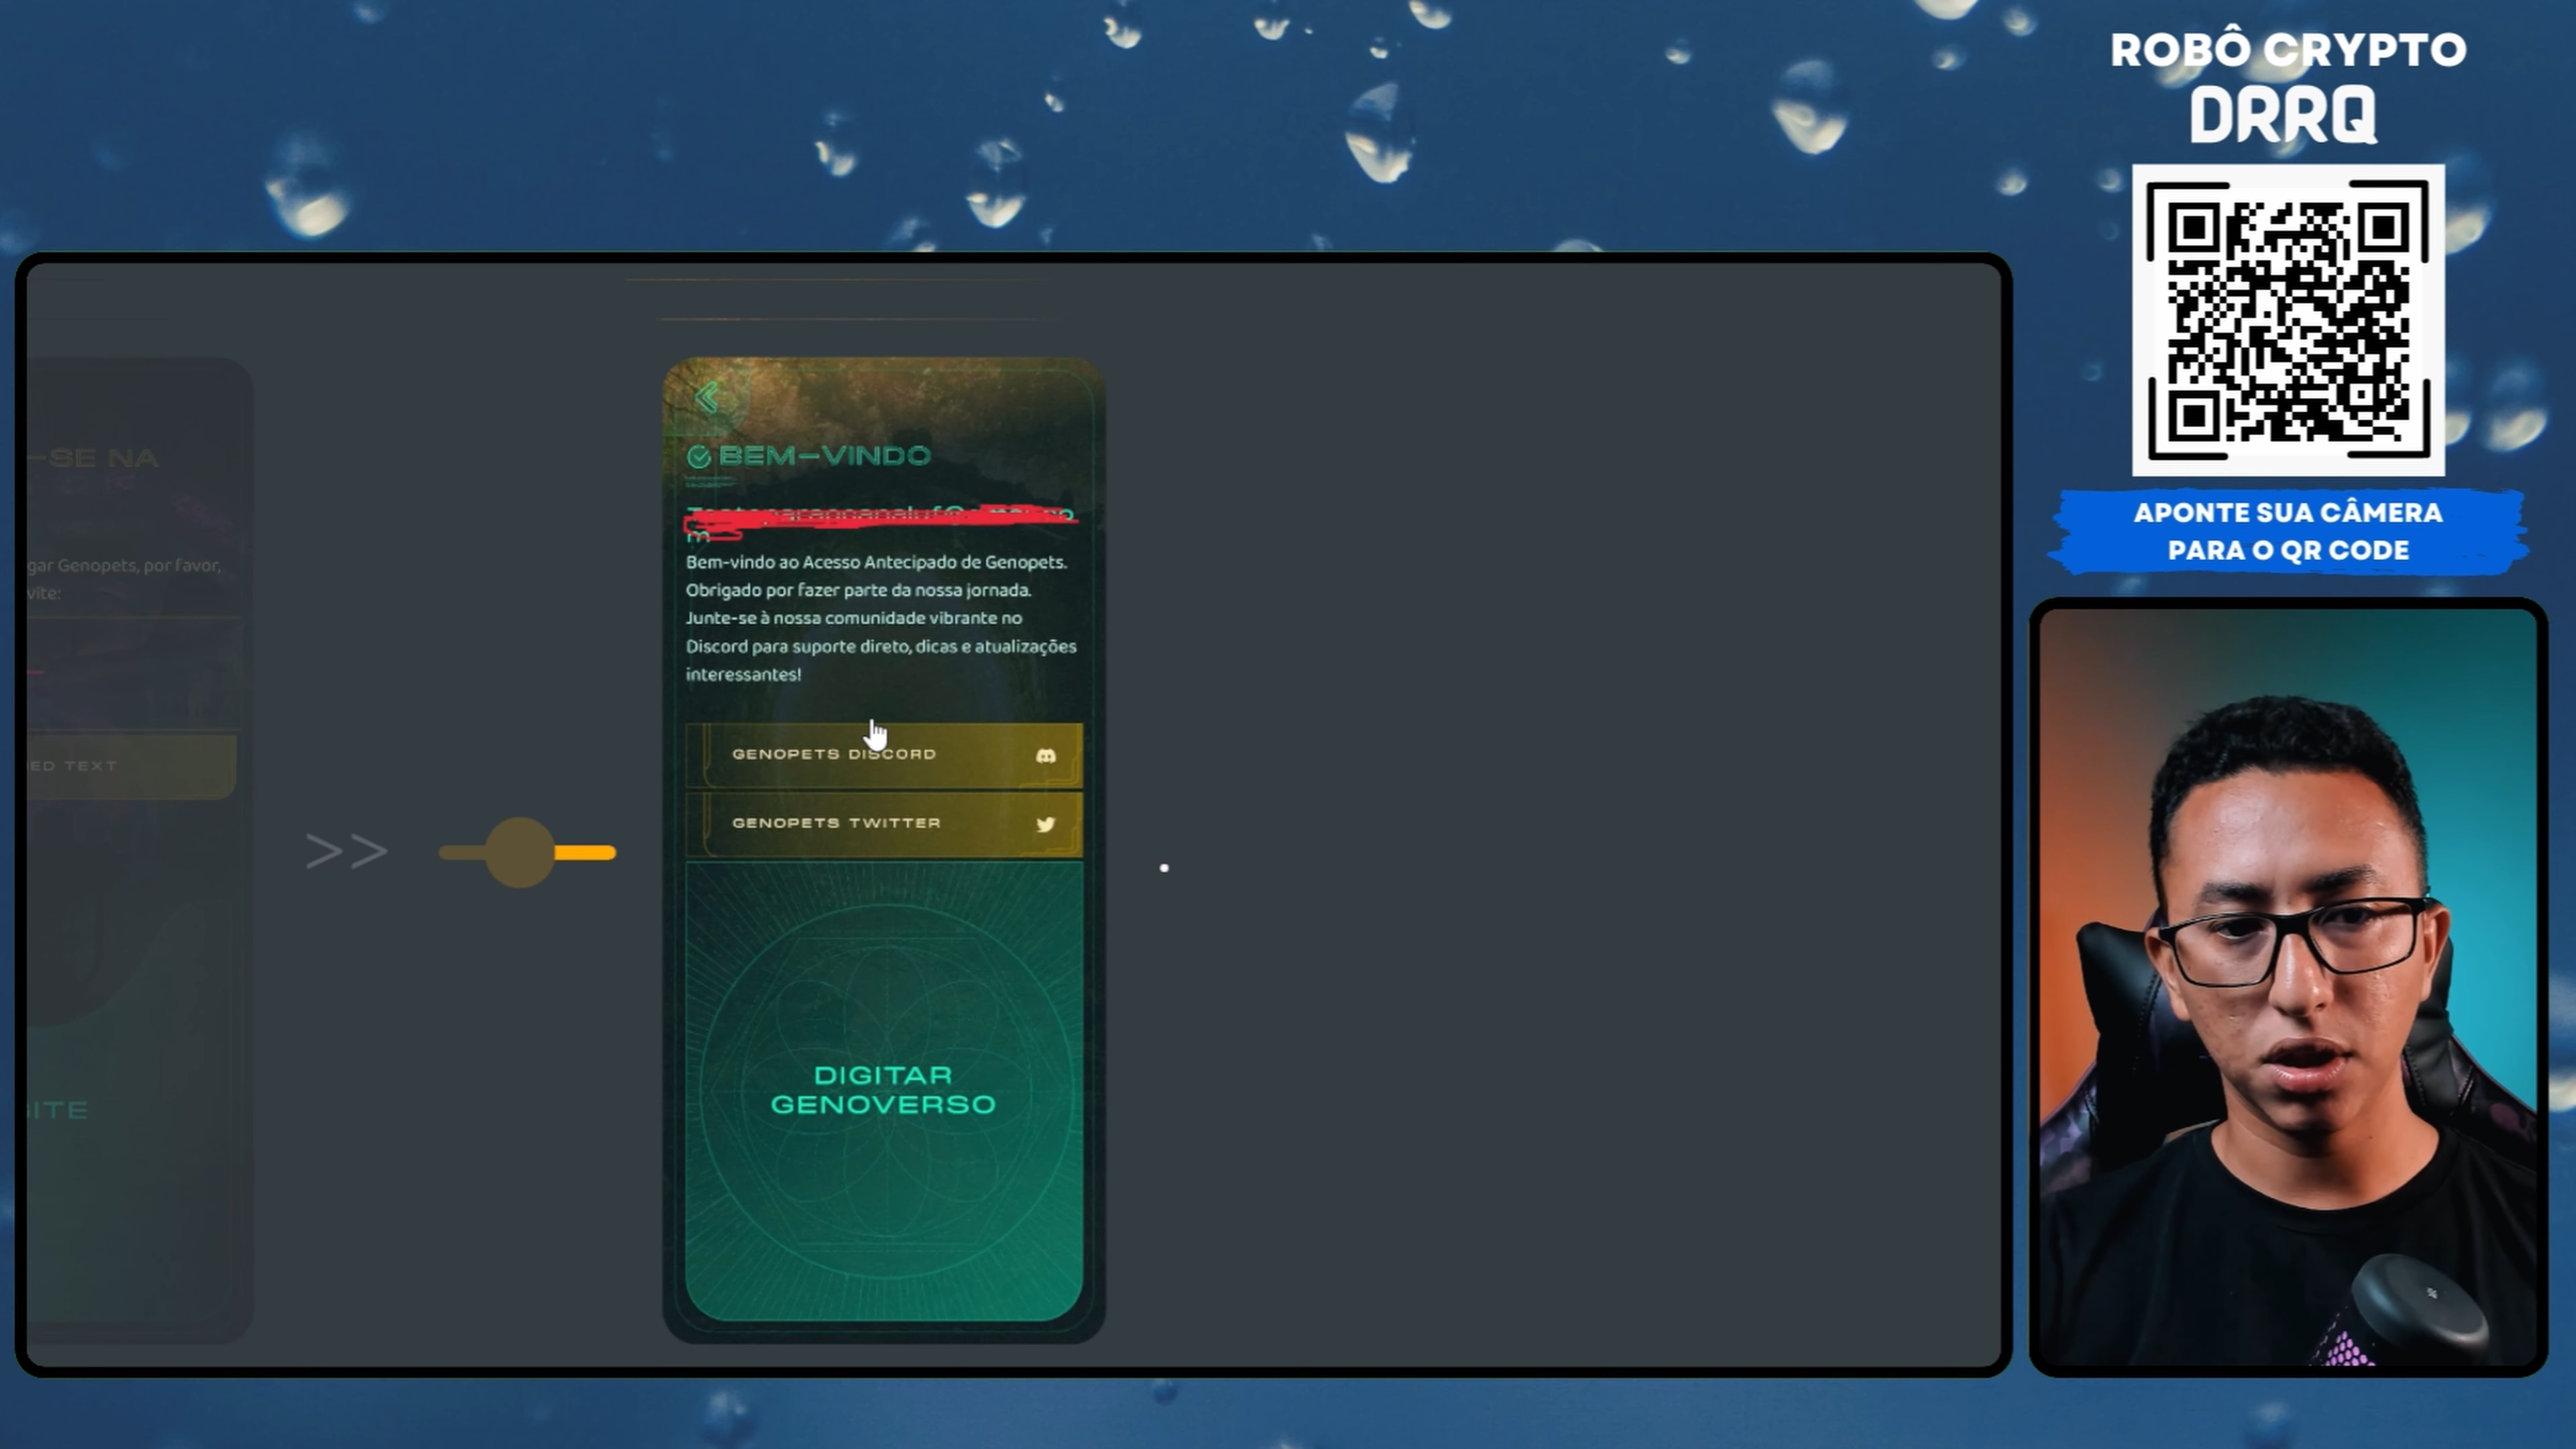 ROBÔ CRYPTO
DRRQ
APONTE SUA CÂMERA
PARA O QR CODE
-SE NA
gar Genopets, por favor,
vite:
ED TEXT
>>
BEM-VINDO
m
Bem-vindo ao Acesso Antecipado de Genopets.
Obrigado por fazer parte da nossa jornada.
Junte-se à nossa comunidade vibrante no
Discord para suporte direto, dicas e atualizações
interessantes!
GENOPETS DISCORD
GENOPETS TWITTER
DIGITAR
GENOVERSO